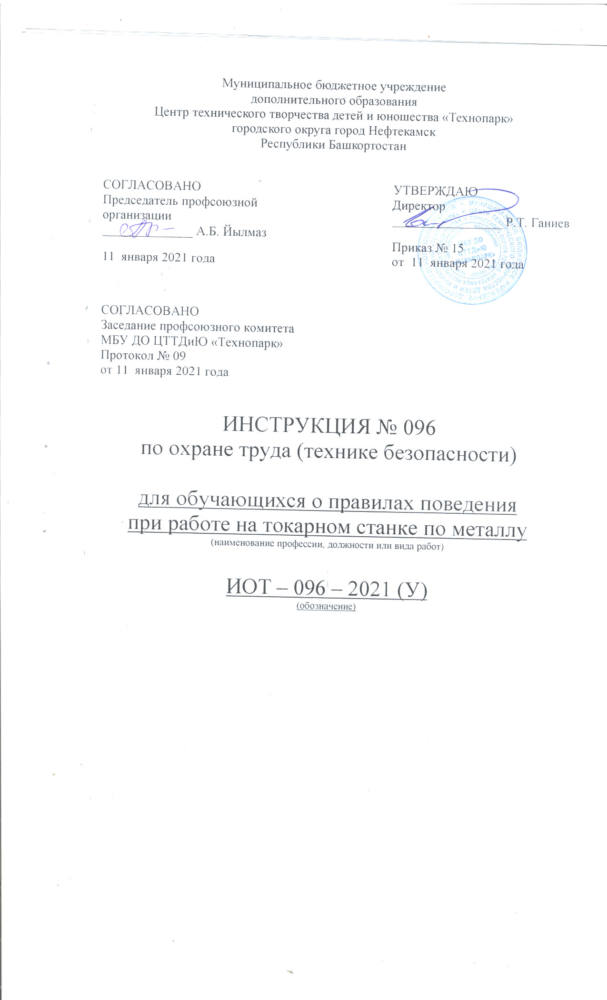 Муниципальное бюджетное учреждение
дополнительного образования
Центр технического творчества детей и юношества «Технопарк»
городского округа город Нефтекамск
Республики Башкортостан
СОГЛАСОВАНО
Председатель профсоюзной
организации
______________ А.Б. Йылмаз
11 января 2021 года
УТВЕРЖДАЮ
Директор
_________________ Р.Т. Ганиев
Приказ № 15
от 11 января 2021 года
МБУ ДО
ЦТТДиЮ
«ТЕХНОПАРК»
СОГЛАСОВАНО
Заседание профсоюзного комитета
МБУ ДО ЦТТДиЮ «Технопарк»
Протокол № 09
от 11 января 2021 года
ИНСТРУКЦИЯ № 096
по охране труда (технике безопасности)
для обучающихся о правилах поведения
при работе на токарном станке по металлу
(наименование профессии, должности или вида работ)
ИОТ – 096 – 2021 (У)
(обозначение)